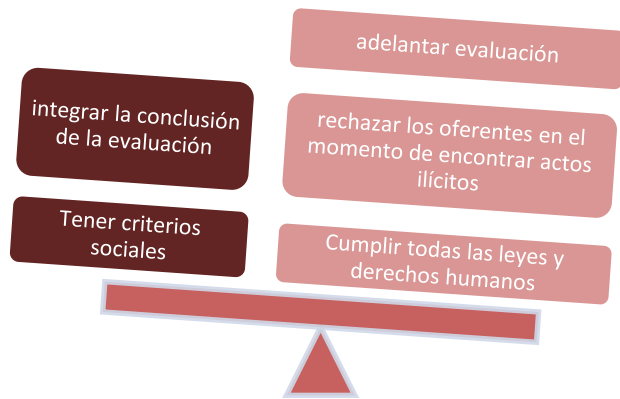 integrar la conclusión
de la evaluación
Tener criterios
sociales
adelantar evaluación
rechazar los oferentes en el
momento de encontrar actos
ilícitos
Cumplir todas las leyes y
derechos humanos